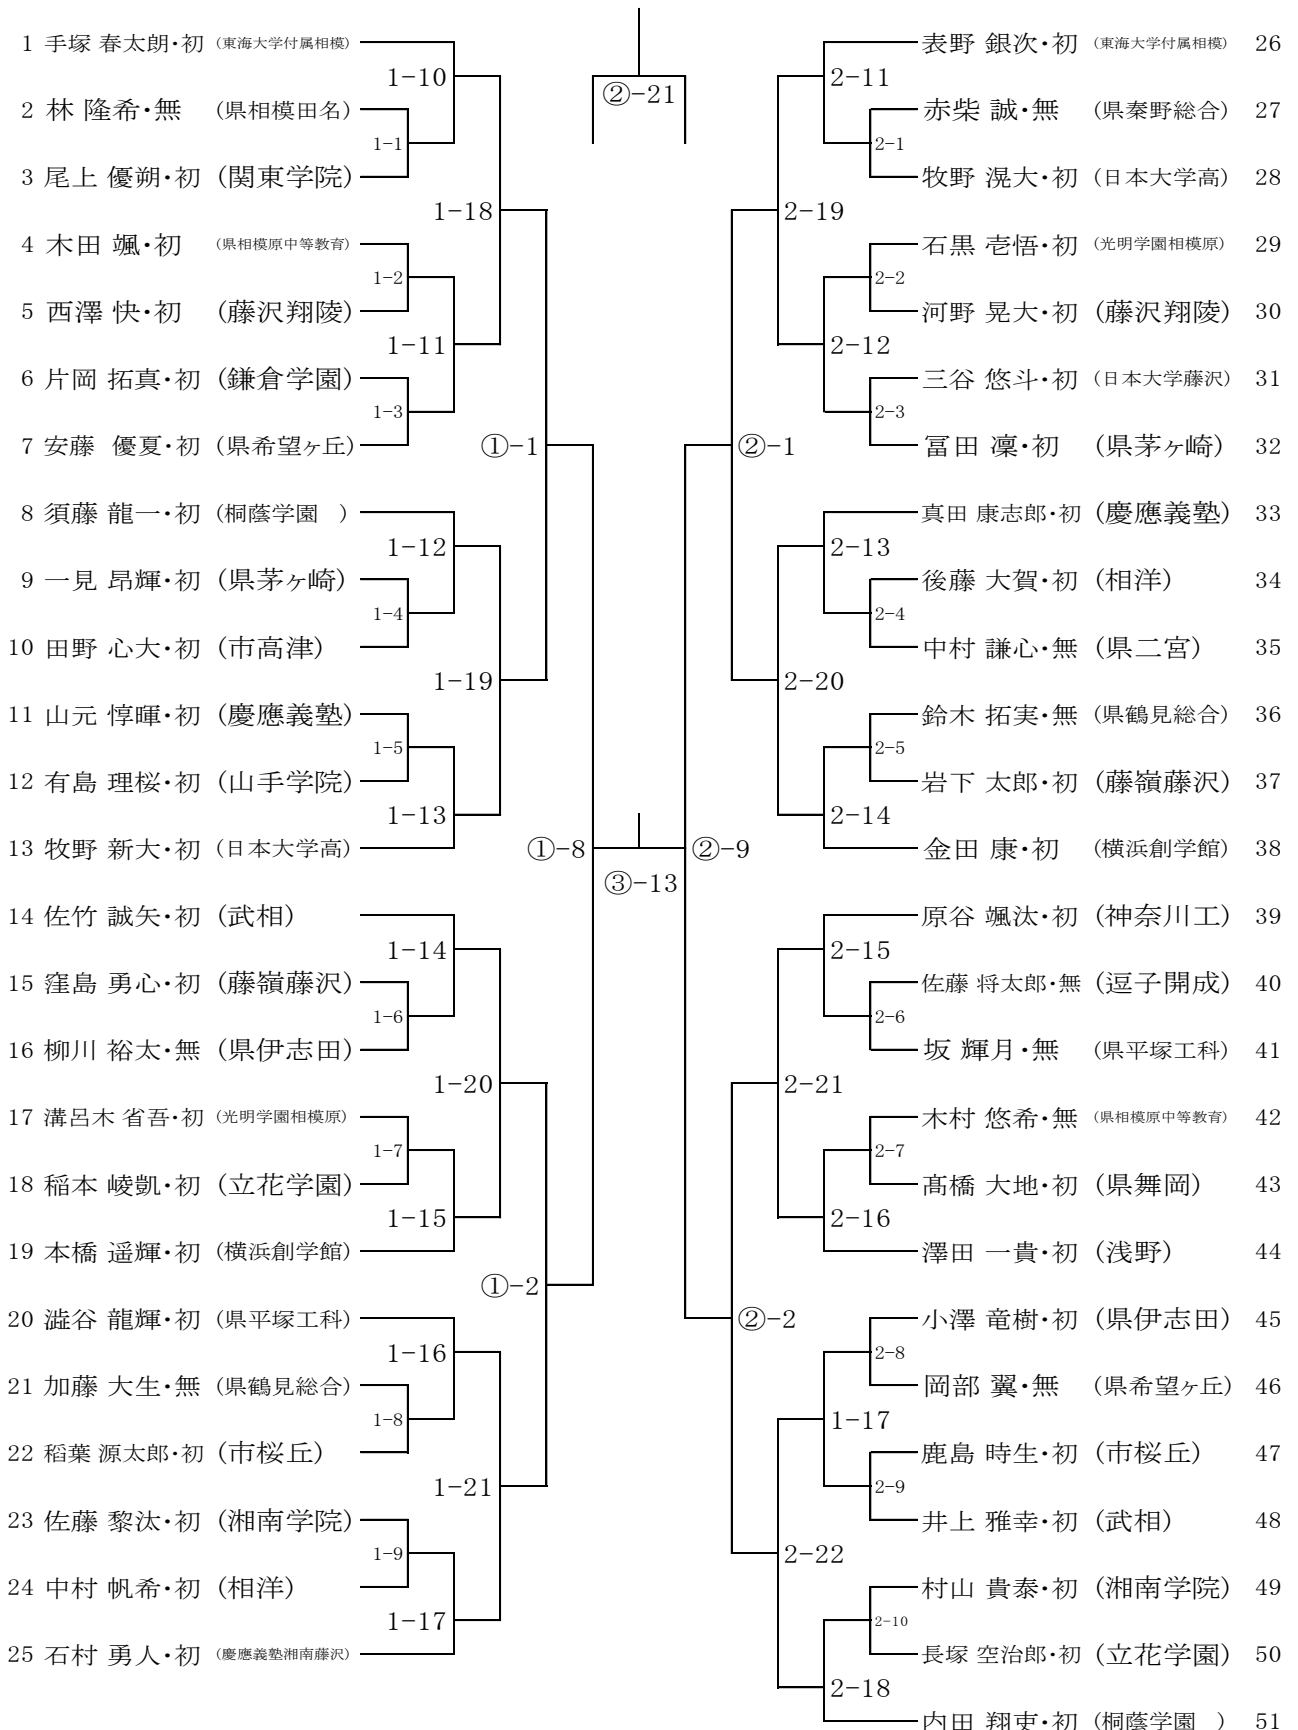 ②-21
1 手塚 春太朗・初 (東海大学付属相模)
1-10
2 林 隆希・無 (県相模田名)
1-1
3 尾上 優朔・初 (関東学院)
1-18
4 木田 颯・初 (県相模原中等教育)
1-2
5 西澤 快・初 (藤沢翔陵)
1-11
6 片岡 拓真・初 (鎌倉学園)
1-3
7 安藤 優夏・初 (県希望ヶ丘)
①-1
8 須藤 龍一・初 (桐蔭学園 )
1-12
9 一見 昂輝・初 (県茅ヶ崎)
1-4
10 田野 心大・初 (市高津)
1-19
11 山元 惇暉・初 (慶應義塾)
1-5
12 有島 理桜・初 (山手学院)
1-13
13 牧野 新大・初 (日本大学高)
①-8
③-13
14 佐竹 誠矢・初 (武相)
1-14
15 窪島 勇心・初 (藤嶺藤沢)
1-6
16 柳川 裕太・無 (県伊志田)
1-20
17 溝呂木 省吾・初 (光明学園相模原)
1-7
18 稲本 崚凱・初 (立花学園)
1-15
19 本橋 遥輝・初 (横浜創学館)
①-2
20 澁谷 龍輝・初 (県平塚工科)
1-16
21 加藤 大生・無 (県鶴見総合)
1-8
22 稻葉 源太郎・初 (市桜丘)
1-21
23 佐藤 黎汰・初 (湘南学院)
1-9
24 中村 帆希・初 (相洋)
1-17
25 石村 勇人・初 (慶應義塾湘南藤沢)
表野 銀次・初 (東海大学付属相模) 26
2-11
赤柴 誠・無 (県秦野総合) 27
2-1
牧野 滉大・初 (日本大学高) 28
2-19
石黒 壱悟・初 (光明学園相模原) 29
2-2
河野 晃大・初 (藤沢翔陵) 30
2-12
三谷 悠斗・初 (日本大学藤沢) 31
2-3
冨田 凜・初 (県茅ヶ崎) 32
②-1
真田 康志郎・初 (慶應義塾) 33
2-13
後藤 大賀・初 (相洋) 34
2-4
中村 謙心・無 (県二宮) 35
2-20
鈴木 拓実・無 (県鶴見総合) 36
2-5
岩下 太郎・初 (藤嶺藤沢) 37
2-14
金田 康・初 (横浜創学館) 38
②-9
原谷 颯汰・初 (神奈川工) 39
2-15
佐藤 将太郎・無 (逗子開成) 40
2-6
坂 輝月・無 (県平塚工科) 41
2-21
木村 悠希・無 (県相模原中等教育) 42
2-7
髙橋 大地・初 (県舞岡) 43
2-16
澤田 一貴・初 (浅野) 44
②-2
小澤 竜樹・初 (県伊志田) 45
2-8
岡部 翼・無 (県希望ヶ丘) 46
1-17
鹿島 時生・初 (市桜丘) 47
2-9
井上 雅幸・初 (武相) 48
2-22
村山 貴泰・初 (湘南学院) 49
2-10
長塚 空治郎・初 (立花学園) 50
2-18
内田 翔吏・初 (桐蔭学園 ) 51